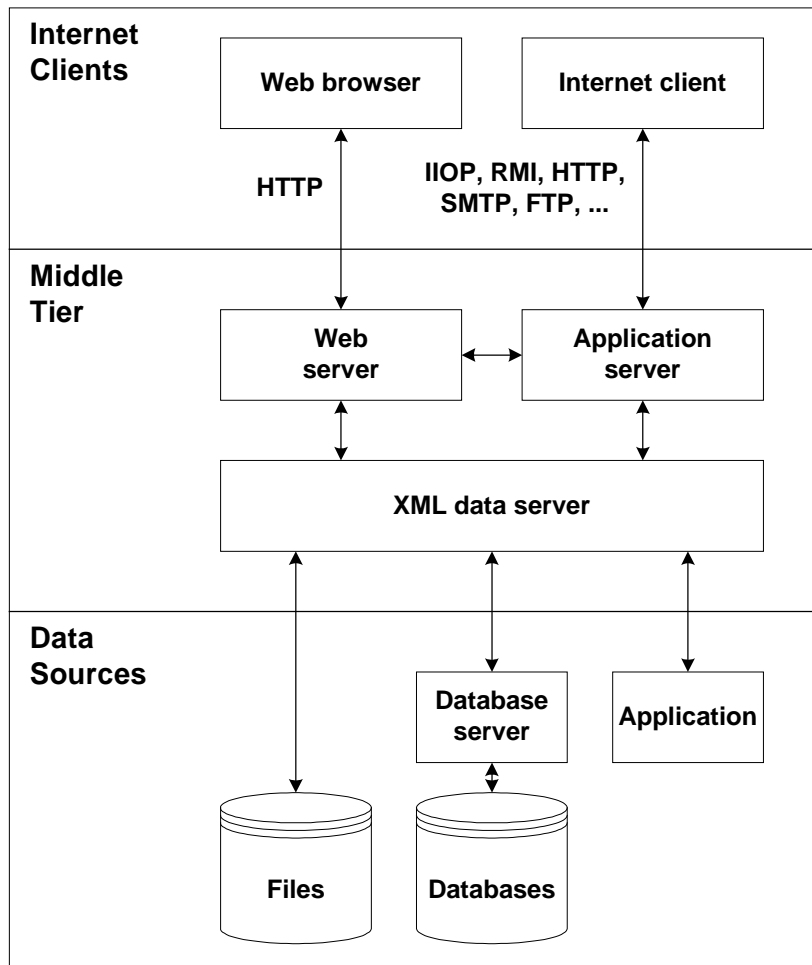 Internet
Clients
Web browser
Internet client
HTTP
IIOP, RMI, HTTP,
SMTP, FTP, ...
Middle
Tier
Web
server
Application
server
XML data server
Data
Sources
Database
server
Application
Files
Databases